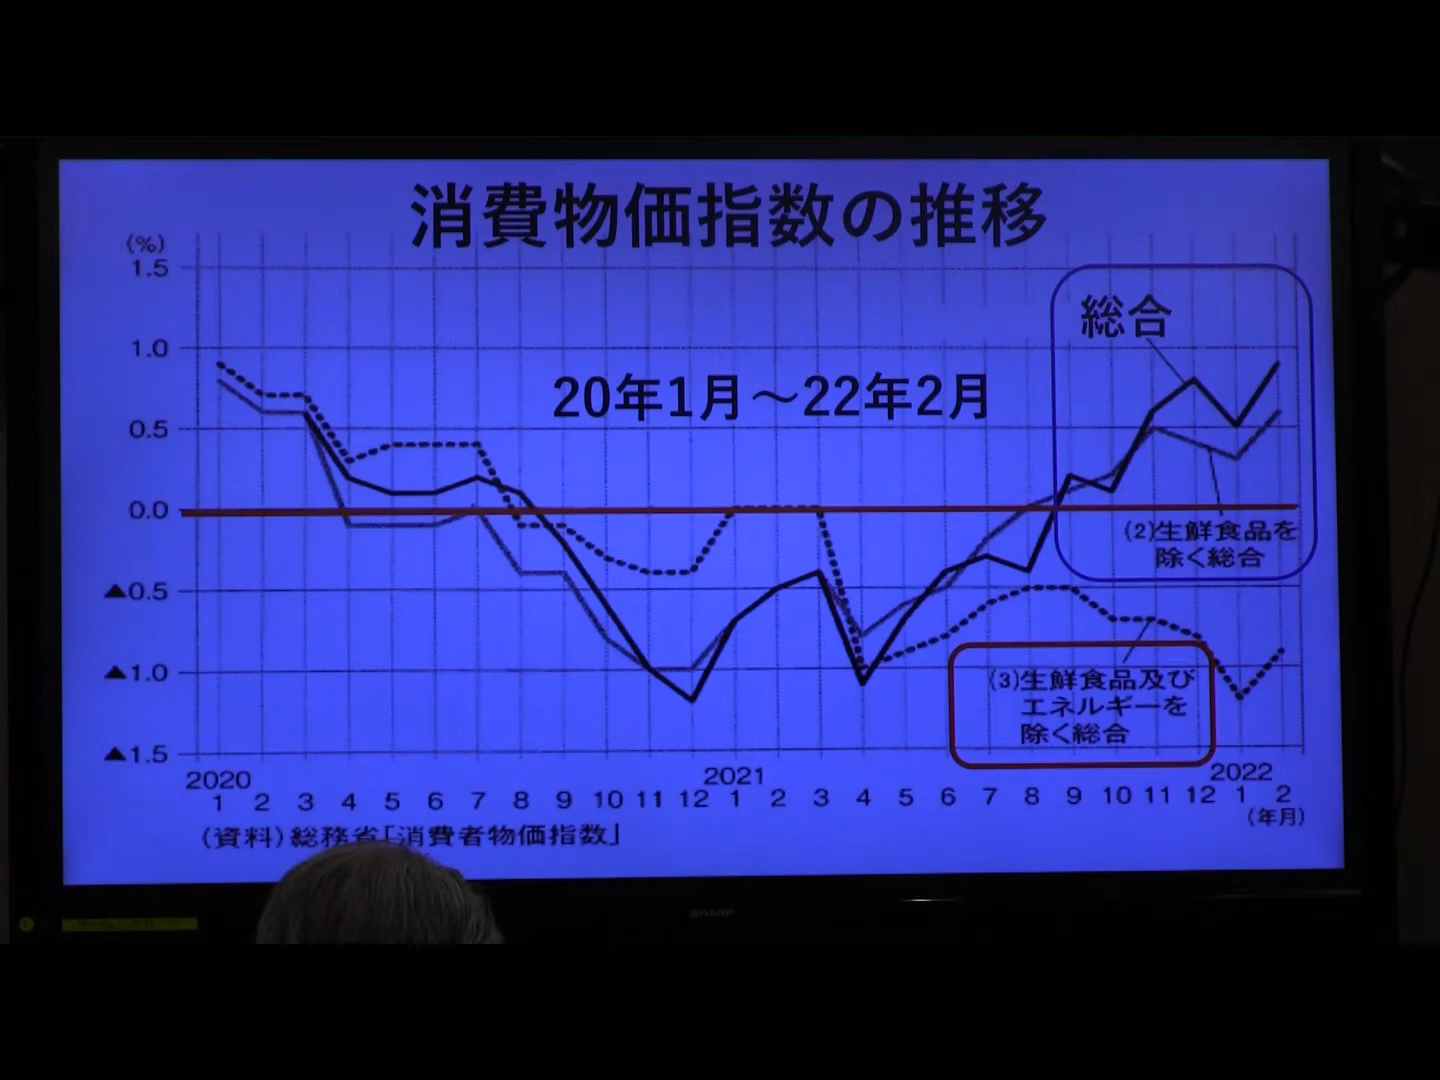 消費物価指数の推移
(%)
1.5
1.0
0.5
0.0
▲0.5
▲1.0
▲1.5
総合
20年1月～22年2月
(2)生鮮食品を
除く総合
(3)生鮮食品及び
エネルギーを
除く総合
2020 2021 2022
1 2 3 4 5 6 7 8 9 10 11 12 1 2 3 4 5 6 7 8 9 10 11 12 1 2
(年月)
(資料)総務省「消費者物価指数」
SHARP